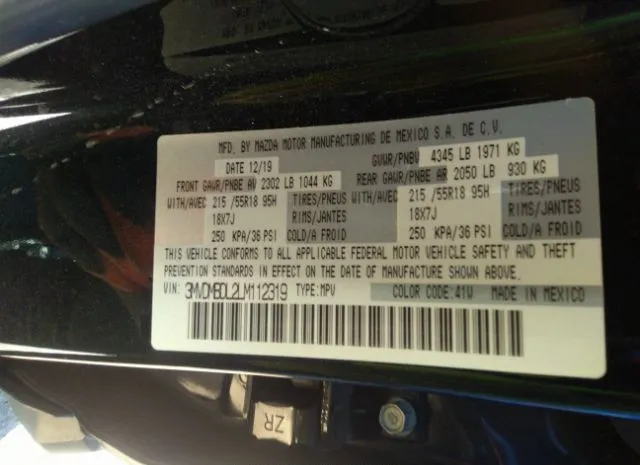 MFD. BY MAZDA MOTOR MANUFACTURING DE MEXICO S.A. DE C.V.
DATE 12/19 GVWR/PNBV 4345 LB 1971 KG
FRONT GAWR/PNBE AV 2302 LB 1044 KG REAR GAWR/PNBE AR 2050 LB 930 KG
WITH/AVEC 215 /55R18 95H TIRES/PNEUS WITH/AVEC 215 /55R18 95H TIRES/PNEUS
18X7J RIMS/JANTES 18X7J RIMS/JANTES
250 KPA/36 PSI COLD/A FROID 250 KPA/36 PSI COLD/A FROID
THIS VEHICLE CONFORMS TO ALL APPLICABLE FEDERAL MOTOR VEHICLE SAFETY AND THEFT
PREVENTION STANDARDS IN EFFECT ON THE DATE OF MANUFACTURE SHOWN ABOVE.
VIN: 3MVDMBDL2LM112319 TYPE:MPV COLOR CODE:41W MADE IN MEXICO
ZR